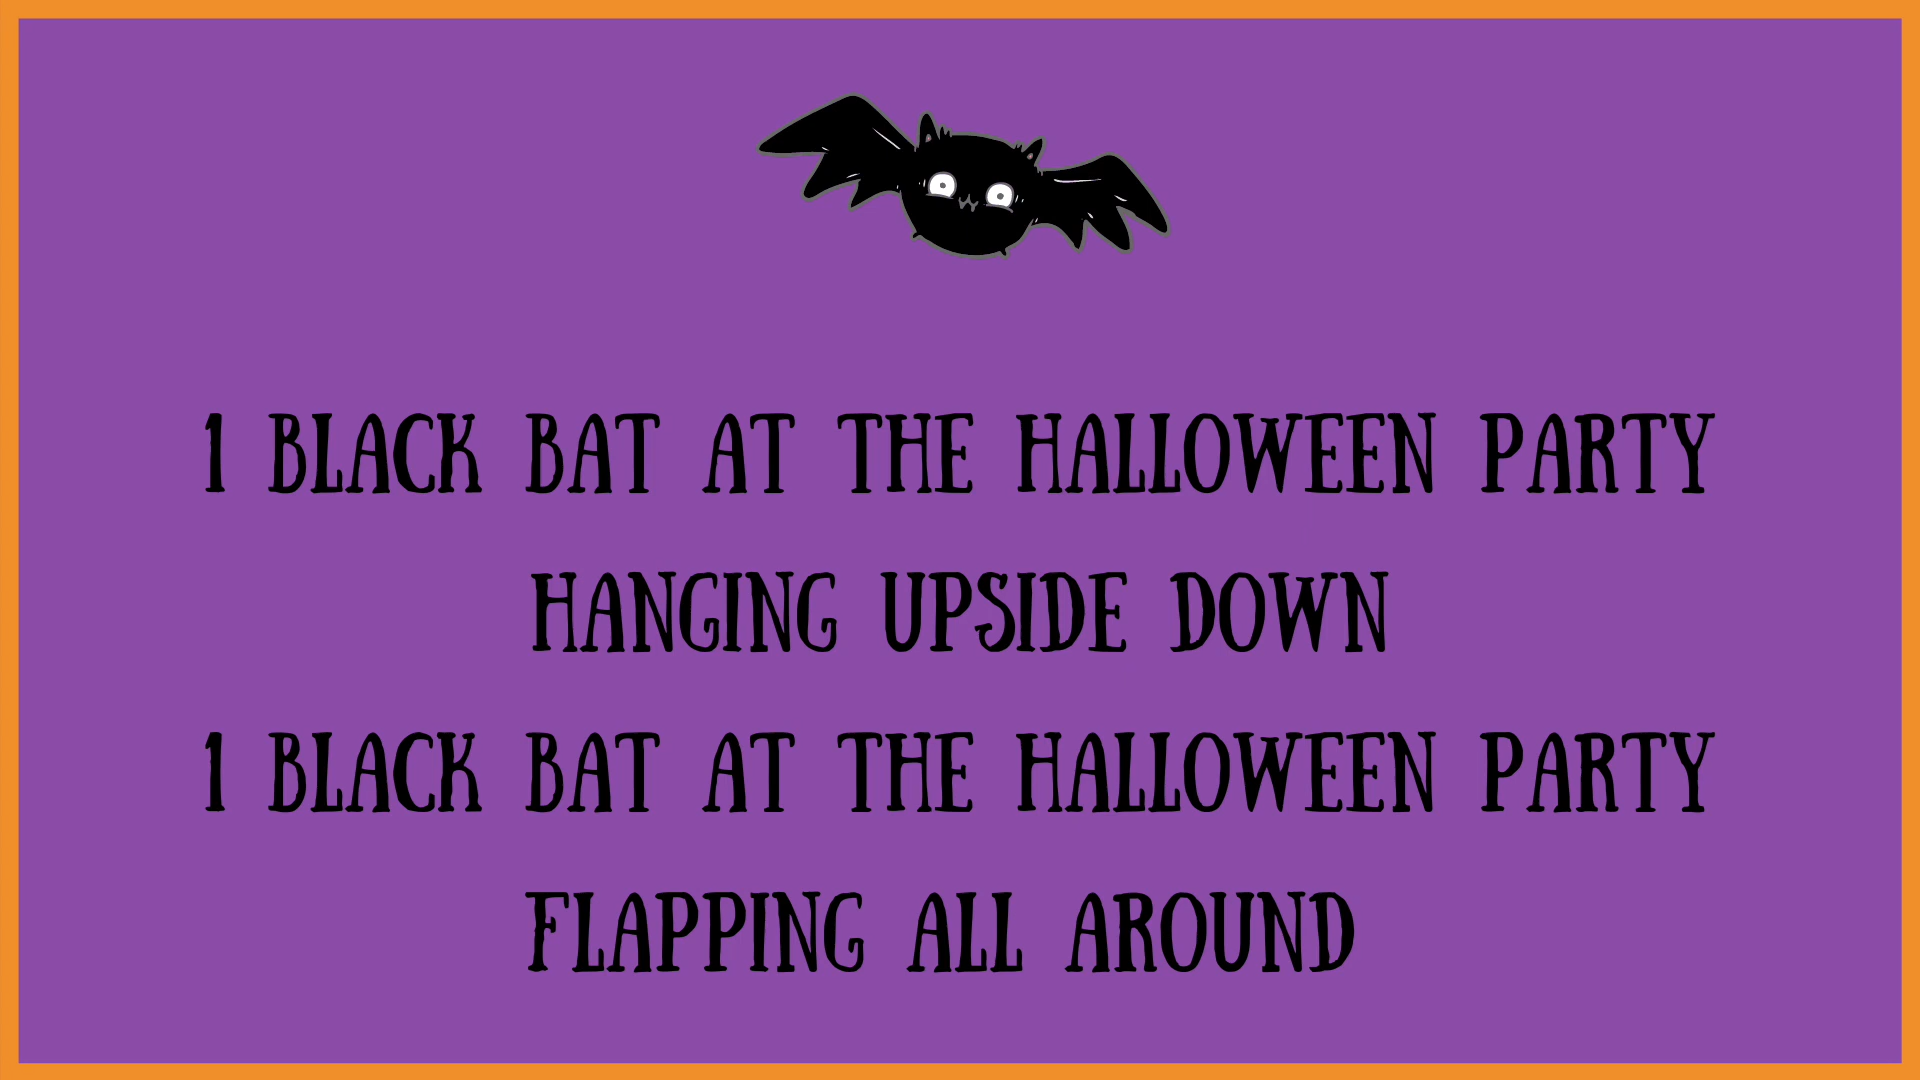 1 BLACK BAT AT THE HALLOWEEN PARTY
HANGING UPSIDE DOWN
1 BLACK BAT AT THE HALLOWEEN PARTY
FLAPPING ALL AROUND